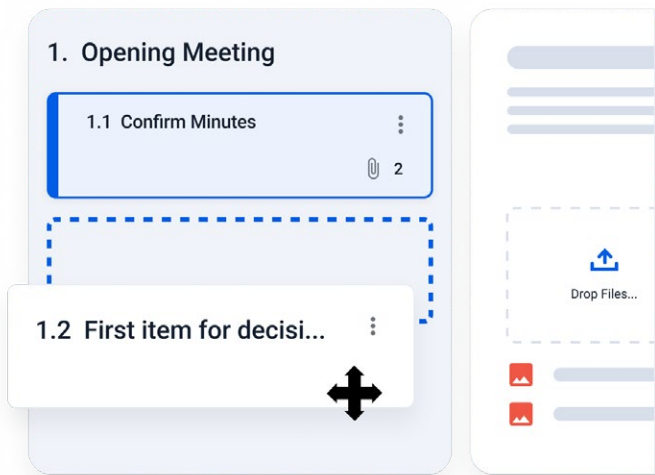 1. Opening Meeting
1.1 Confirm Minutes
2
1.2 First item for decisi...
Drop Files...